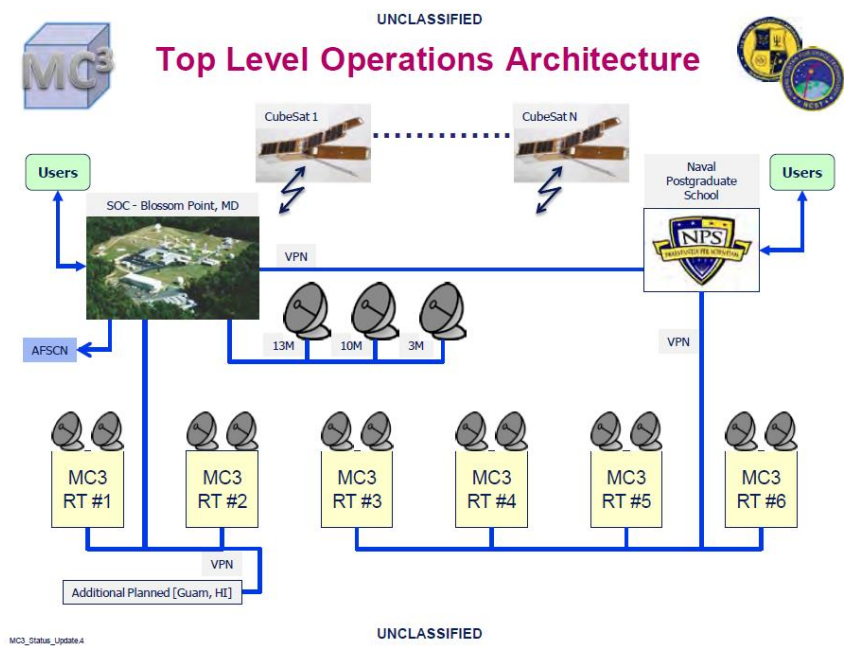 UNCLASSIFIED
MC³
Top Level Operations Architecture
CubeSat 1
CubeSat N
Users
SOC - Blossom Point, MD
Naval
Postgraduate
School
Users
NPS
VPN
13M
10M
3M
AFSCN
VPN
MC3
RT #1
MC3
RT #2
MC3
RT #3
MC3
RT #4
MC3
RT #5
MC3
RT #6
VPN
Additional Planned [Guam, HI]
MC3_Status_Update.4
UNCLASSIFIED